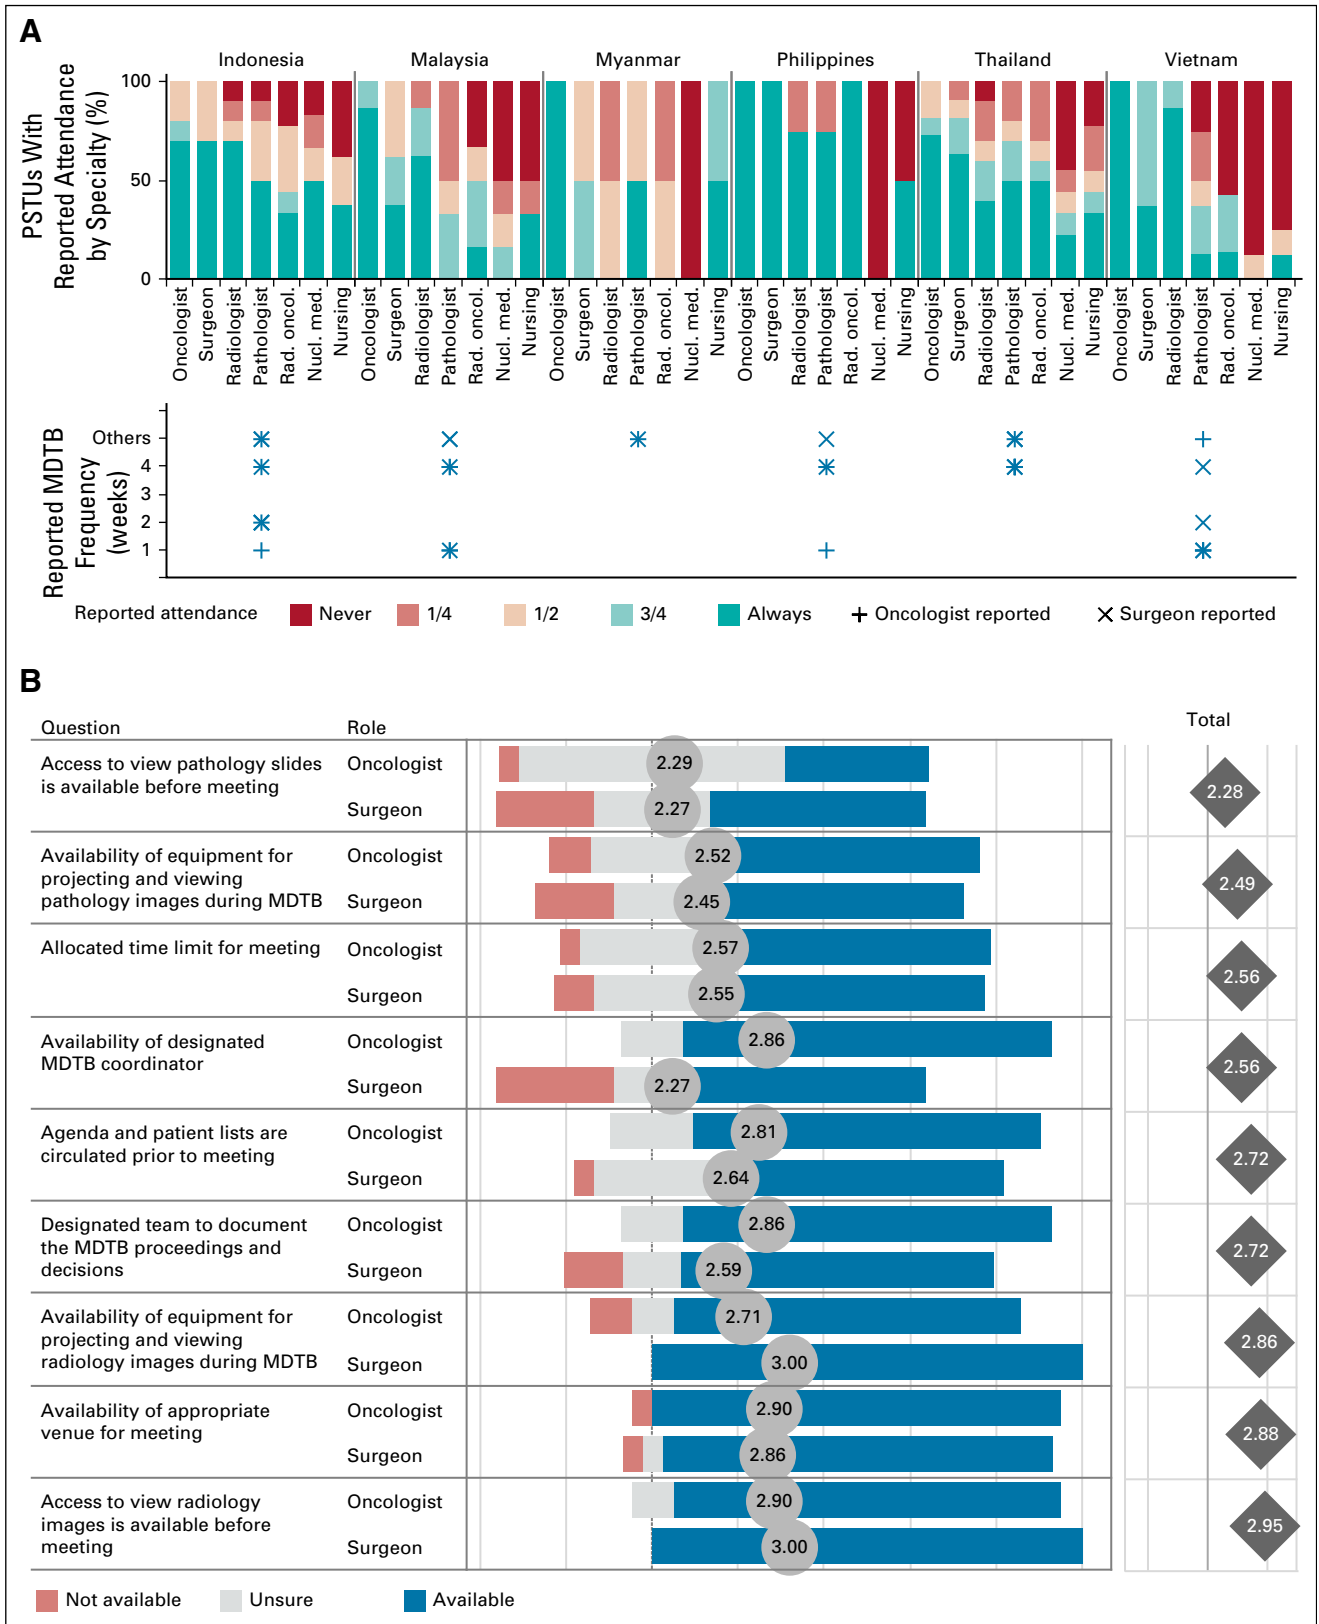 A
Indonesia Malaysia Myanmar Philippines Thailand Vietnam
PSTUs With
Reported Attendance
by Specialty (%)
100
50
0
Oncologist Surgeon Radiologist Pathologist Rad. oncol. Nucl. med. Nursing Oncologist Surgeon Radiologist Pathologist Rad. oncol. Nucl. med. Nursing Oncologist Surgeon Radiologist Pathologist Rad. oncol. Nucl. med. Nursing Oncologist Surgeon Radiologist Pathologist Rad. oncol. Nucl. med. Nursing Oncologist Surgeon Radiologist Pathologist Rad. oncol. Nucl. med. Nursing Oncologist Surgeon Radiologist Pathologist Rad. oncol. Nucl. med. Nursing
Reported MDTB
Frequency
(weeks)
Others
4
3
2
1
Reported attendance Never 1/4 1/2 3/4 Always Oncologist reported Surgeon reported
B
Question Role Total
Access to view pathology slides
is available before meeting
Oncologist 2.29
Surgeon 2.27
2.28
Availability of equipment for
projecting and viewing
pathology images during MDTB
Oncologist 2.52
Surgeon 2.45
2.49
Allocated time limit for meeting
Oncologist 2.57
Surgeon 2.55
2.56
Availability of designated
MDTB coordinator
Oncologist 2.86
Surgeon 2.27
2.56
Agenda and patient lists are
circulated prior to meeting
Oncologist 2.81
Surgeon 2.64
2.72
Designated team to document
the MDTB proceedings and
decisions
Oncologist 2.86
Surgeon 2.59
2.72
Availability of equipment for
projecting and viewing
radiology images during MDTB
Oncologist 2.71
Surgeon 3.00
2.86
Availability of appropriate
venue for meeting
Oncologist 2.90
Surgeon 2.86
2.88
Access to view radiology
images is available before
meeting
Oncologist 2.90
Surgeon 3.00
2.95
Not available Unsure Available